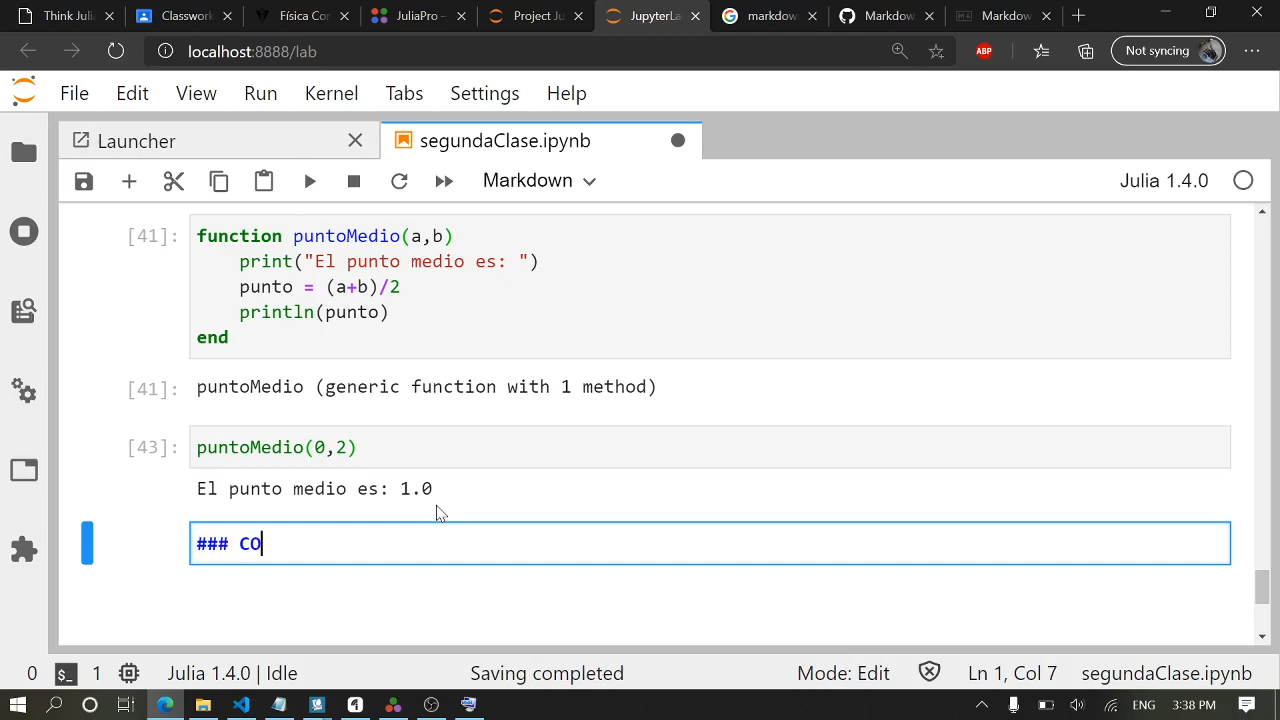 Think Julia
Classwork
Física Cor
JuliaPro –
Project Ju
JupyterLa
markdow
Markdow
Markdow
localhost:8888/lab
ABP
Not syncing
File Edit View Run Kernel Tabs Settings Help
Launcher
segundaClase.ipynb
Markdown
Julia 1.4.0
[41]: function puntoMedio(a,b)
print("El punto medio es: ")
punto = (a+b)/2
println(punto)
end
[41]: puntoMedio (generic function with 1 method)
[43]: puntoMedio(0,2)
El punto medio es: 1.0
### CO
0 $_ 1 Julia 1.4.0 | Idle Saving completed Mode: Edit Ln 1, Col 7 segundaClase.ipynb
ENG 3:38 PM